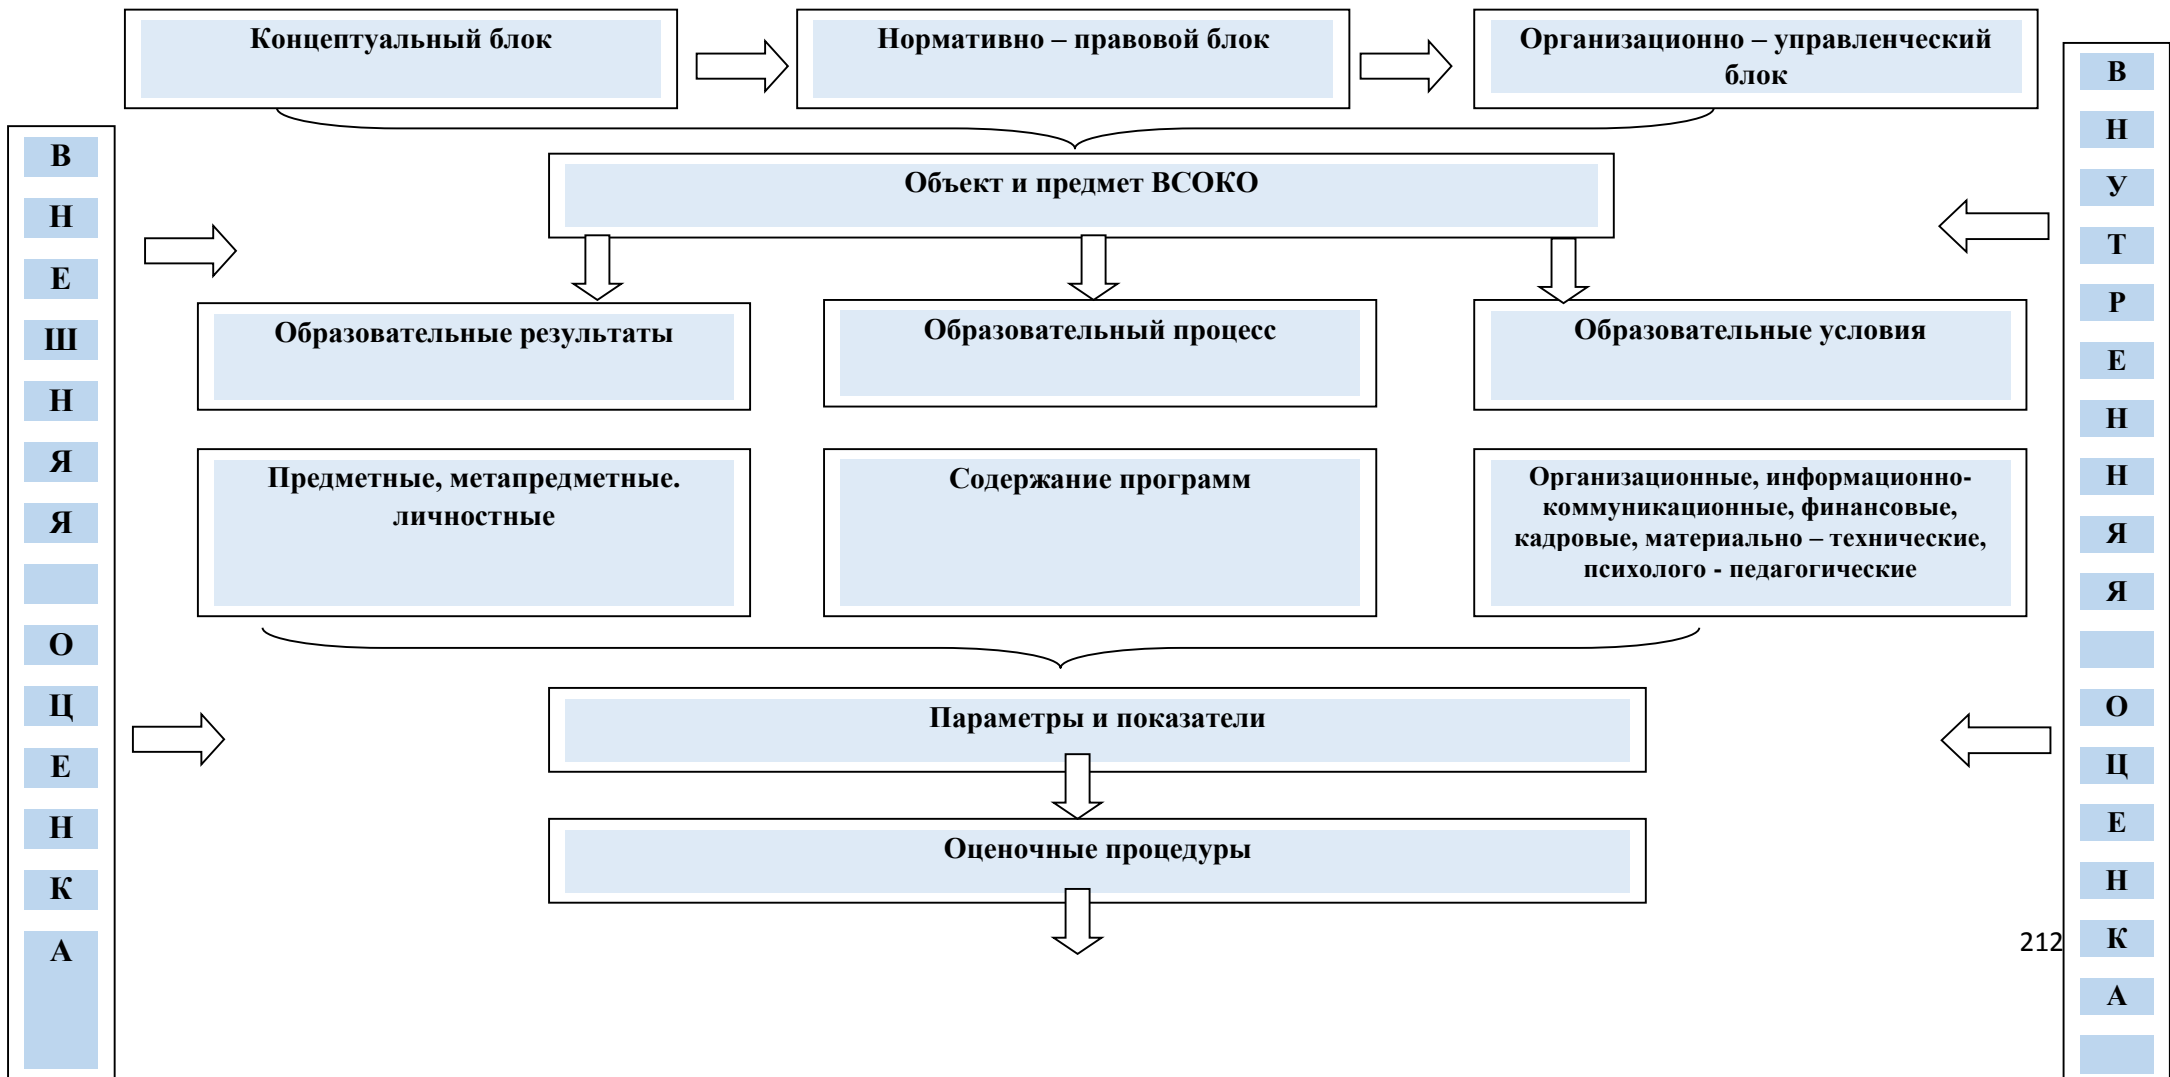 Концептуальный блок
Нормативно – правовой блок
Организационно – управленческий
блок
Объект и предмет ВСОКО
Образовательные результаты
Образовательный процесс
Образовательные условия
Предметные, метапредметные.
личностные
Содержание программ
Организационные, информационно-
коммуникационные, финансовые,
кадровые, материально – технические,
психолого - педагогические
Параметры и показатели
Оценочные процедуры
В
Н
Е
Ш
Н
Я
Я
О
Ц
Е
Н
К
А
В
Н
У
Т
Р
Е
Н
Н
Я
Я
О
Ц
Е
Н
К
А
212